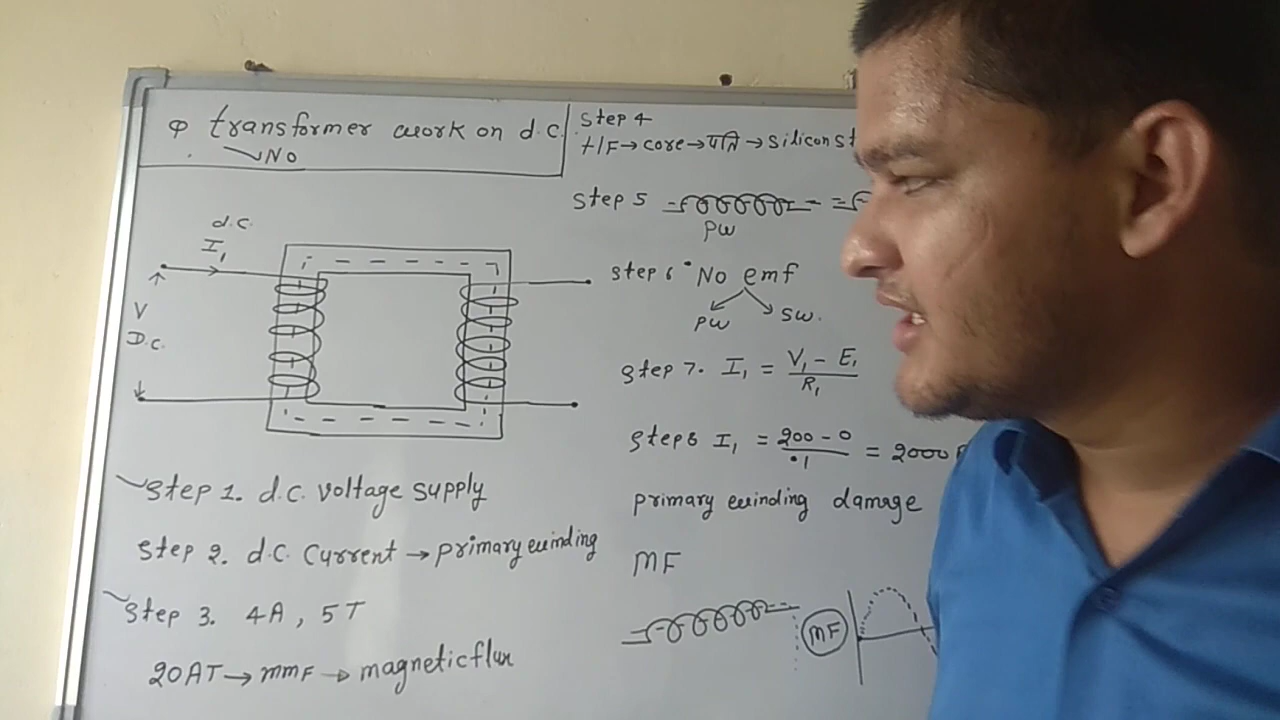 φ transformer work on d.c.
NO
d.c.
I₁
V
D.c.
Step 1. d.c. voltage supply
Step 2. d.c. current → primary winding
Step 3. 4A, 5T
20AT → mmF → magnetic flux
Step 4
t/F → core → पत्ति → silicon st
Step 5
PW
Step 6 • No emf
PW SW.
Step 7. I₁ = V₁ - E₁ / R₁
Step 8 I₁ = 200 - 0 / .1 = 2000
primary winding damage
MF
MF